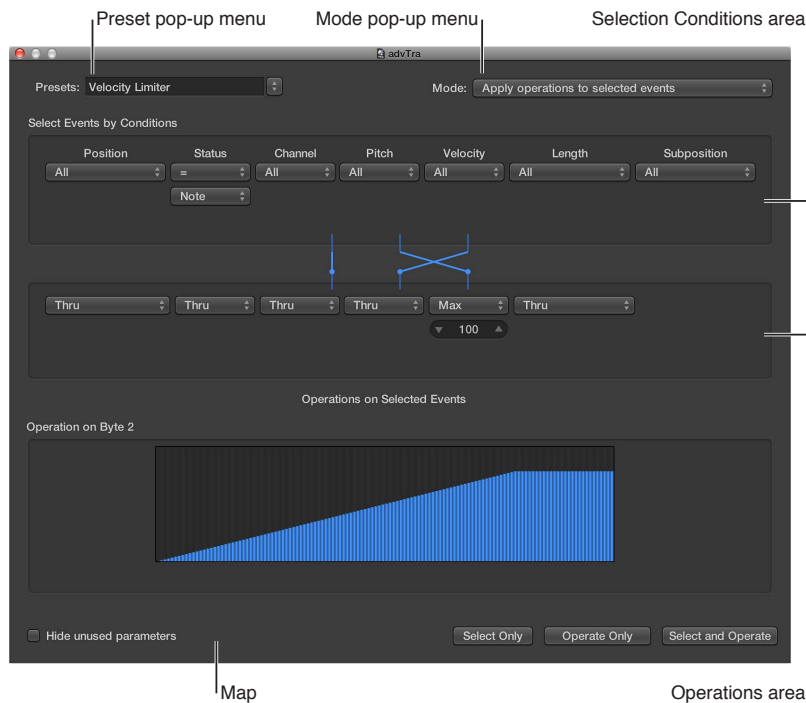 Preset pop-up menu Mode pop-up menu Selection Conditions area
advTra
Presets: Velocity Limiter Mode: Apply operations to selected events
Select Events by Conditions
Position Status Channel Pitch Velocity Length Subposition
All = All All All All All
Note
Thru Thru Thru Thru Max Thru
100
Operations on Selected Events
Operation on Byte 2
Hide unused parameters Select Only Operate Only Select and Operate
Map Operations area